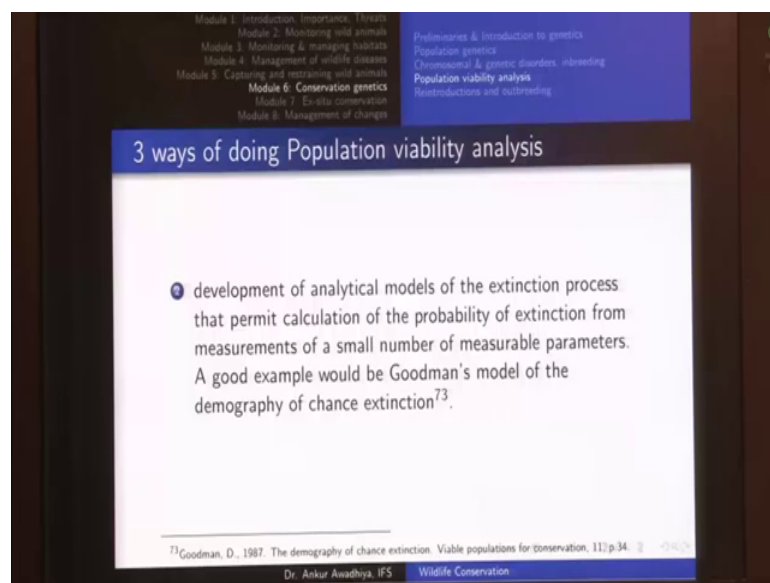 Module 1: Introduction, Importance, Threats
Module 2: Monitoring wild animals
Module 3: Monitoring & managing habitats
Module 4: Management of wildlife diseases
Module 5: Capturing and restraining wild animals
Module 6: Conservation genetics
Module 7: Ex-situ conservation
Module 8: Management of changes
Preliminaries & Introduction to genetics
Population genetics
Chromosomal & genetic disorders, inbreeding
Population viability analysis
Reintroductions and outbreeding
3 ways of doing Population viability analysis
2 development of analytical models of the extinction process
that permit calculation of the probability of extinction from
measurements of a small number of measurable parameters.
A good example would be Goodman's model of the
demography of chance extinction73.
73Goodman, D., 1987. The demography of chance extinction. Viable populations for conservation, 11, p.34.
Dr. Ankur Awadhiya, IFS
Wildlife Conservation